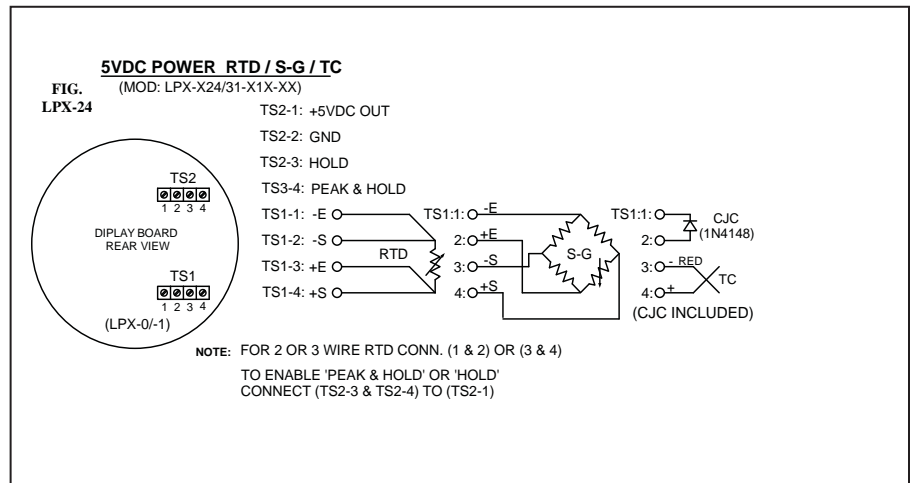 5VDC POWER RTD / S-G / TC
FIG.
LPX-24
(MOD: LPX-X24/31-X1X-XX)
TS2-1: +5VDC OUT
TS2-2: GND
TS2-3: HOLD
TS3-4: PEAK & HOLD
TS1-1: -E
TS1-2: -S
TS1-3: +E
TS1-4: +S
RTD
TS2
1 2 3 4
DIPLAY BOARD
REAR VIEW
TS1
1 2 3 4
(LPX-0/-1)
TS1:1: -E
2: +E
3: -S
4: +S
S-G
TS1:1:
2:
CJC
(1N4148)
3: - RED
4: +
TC
(CJC INCLUDED)
NOTE: FOR 2 OR 3 WIRE RTD CONN. (1 & 2) OR (3 & 4)
TO ENABLE 'PEAK & HOLD' OR 'HOLD'
CONNECT (TS2-3 & TS2-4) TO (TS2-1)